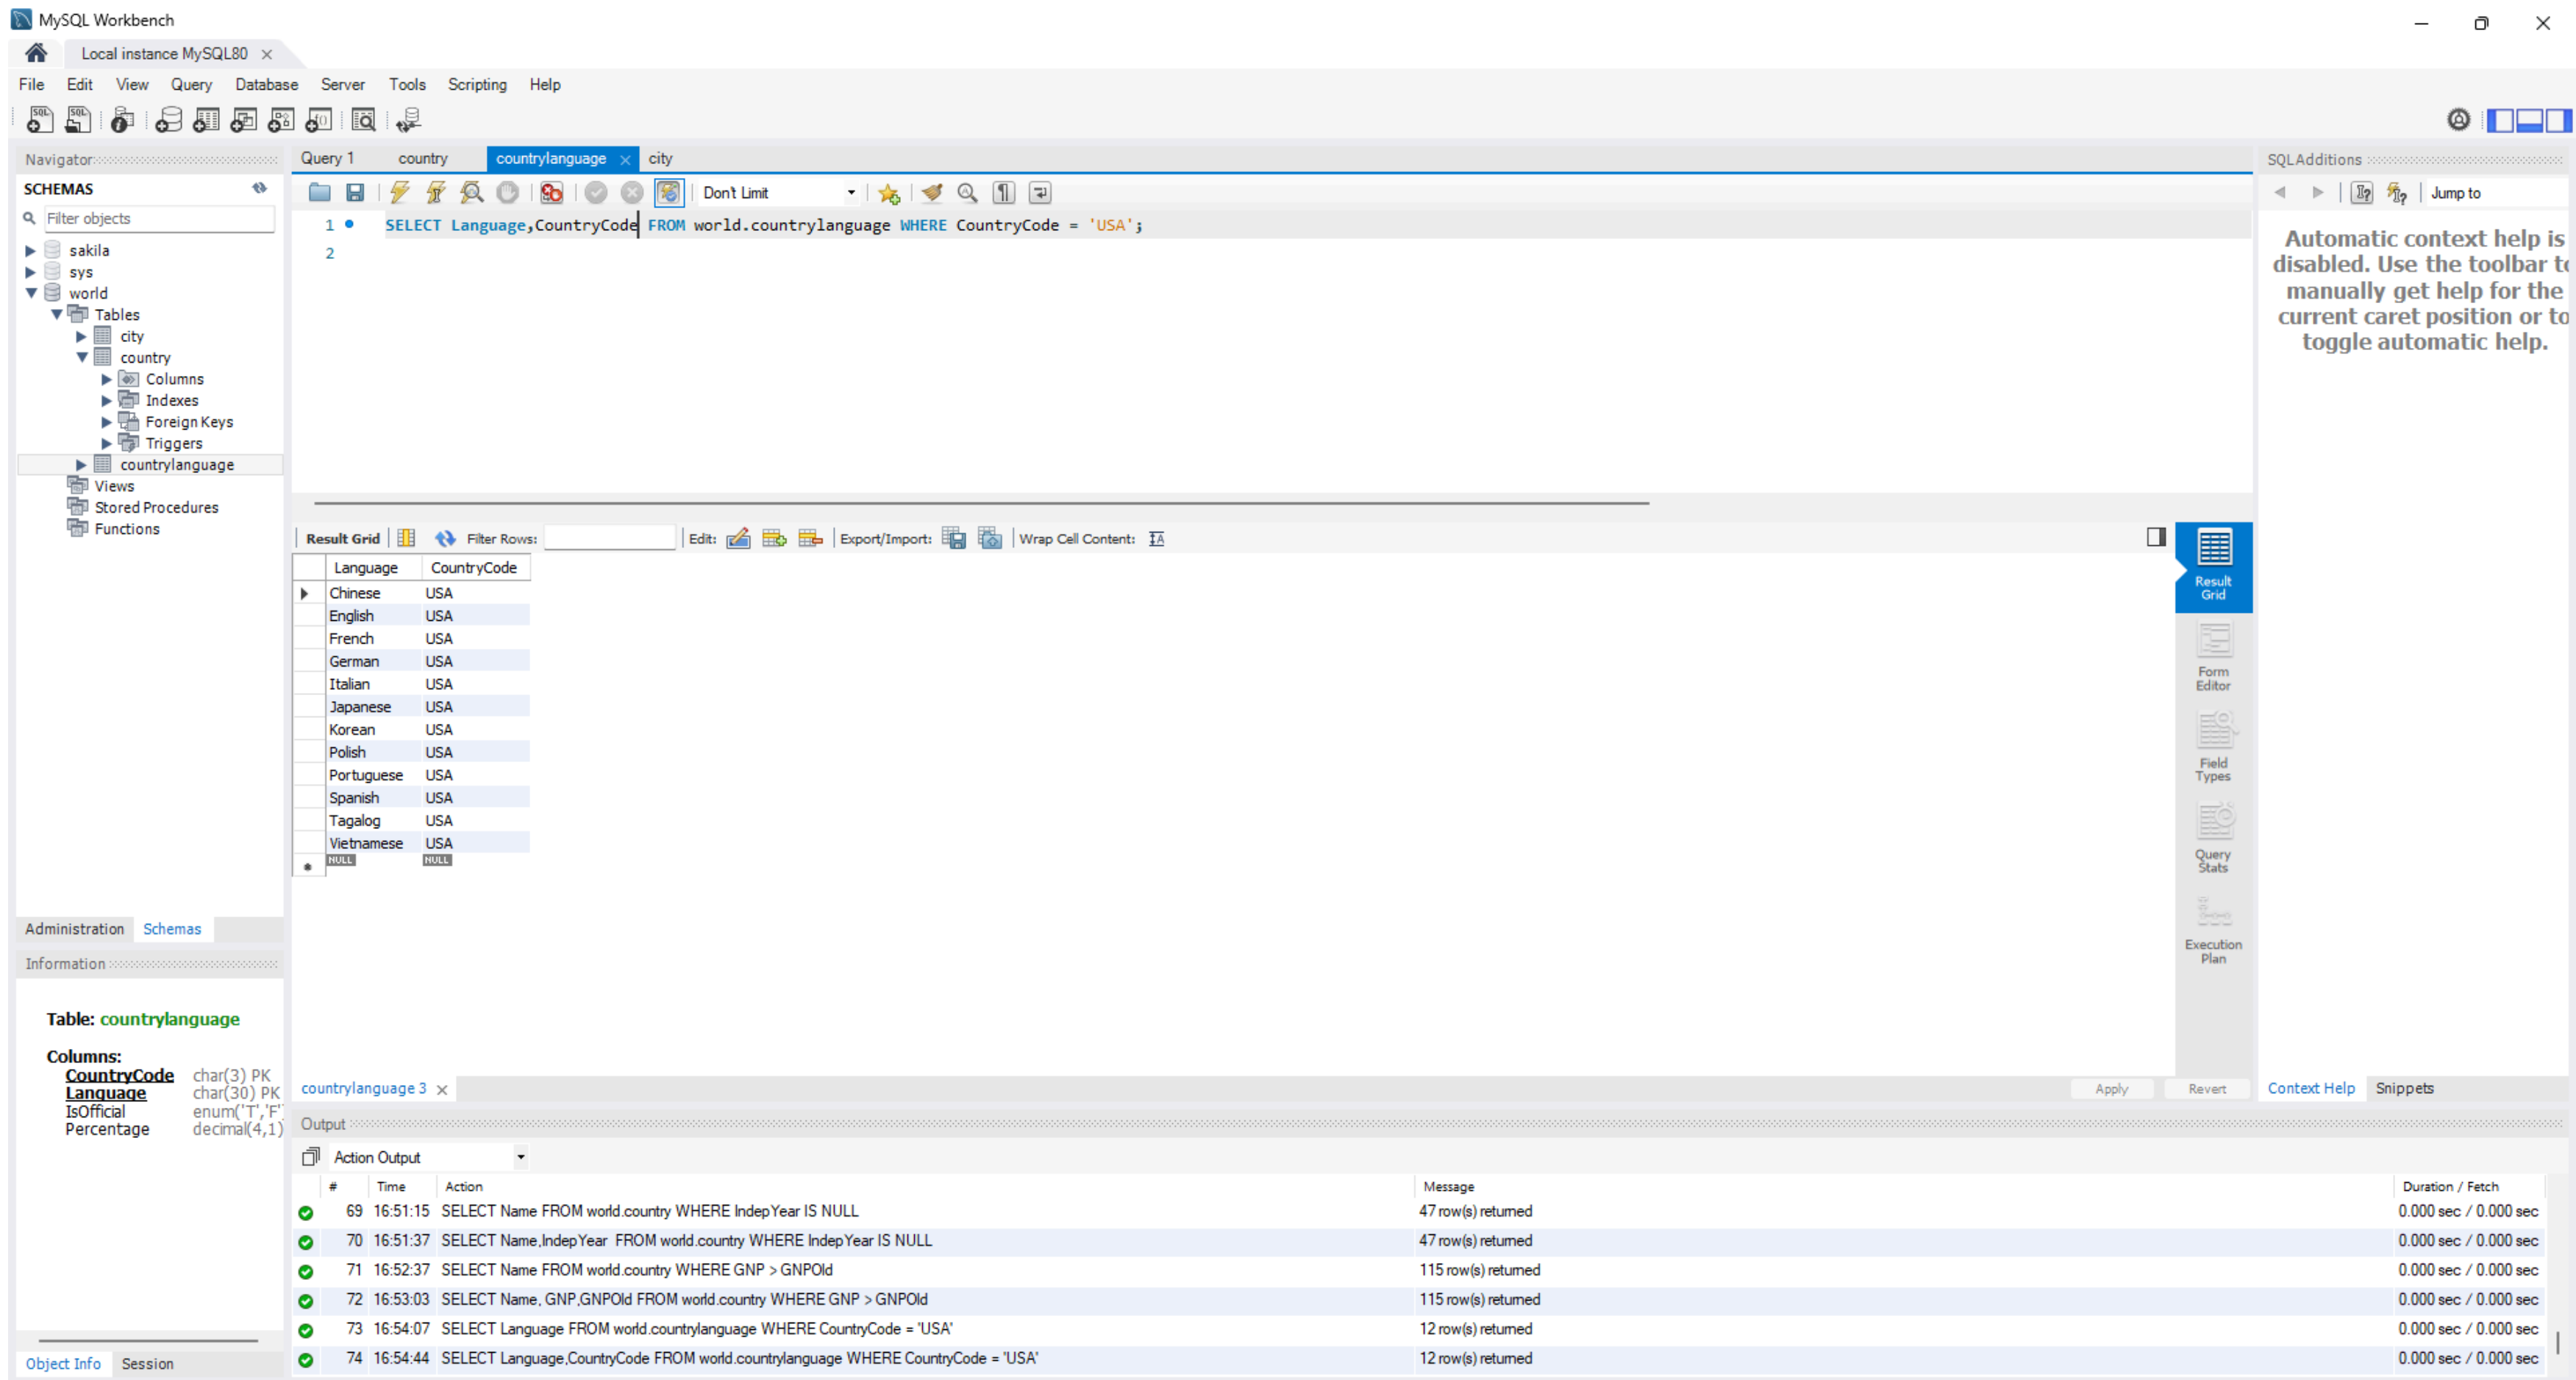 MySQL Workbench
Local instance MySQL80
File Edit View Query Database Server Tools Scripting Help
Navigator
SCHEMAS
Filter objects
sakila
sys
world
Tables
city
country
Columns
Indexes
Foreign Keys
Triggers
countrylanguage
Views
Stored Procedures
Functions
Administration Schemas
Information
Table: countrylanguage
Columns:
CountryCode char(3) PK
Language char(30) PK
IsOfficial enum('T','F'
Percentage decimal(4,1)
Object Info Session
Query 1 country countrylanguage city
Don't Limit
1 SELECT Language,CountryCode FROM world.countrylanguage WHERE CountryCode = 'USA';
2
Result Grid Filter Rows: Edit: Export/Import: Wrap Cell Content:
Language CountryCode
Chinese USA
English USA
French USA
German USA
Italian USA
Japanese USA
Korean USA
Polish USA
Portuguese USA
Spanish USA
Tagalog USA
Vietnamese USA
NULL NULL
Result
Grid
Form
Editor
Field
Types
Query
Stats
Execution
Plan
countrylanguage 3 Apply Revert
SQLAdditions
Jump to
Automatic context help is
disabled. Use the toolbar to
manually get help for the
current caret position or to
toggle automatic help.
Context Help Snippets
Output
Action Output
# Time Action Message Duration / Fetch
69 16:51:15 SELECT Name FROM world.country WHERE IndepYear IS NULL 47 row(s) returned 0.000 sec / 0.000 sec
70 16:51:37 SELECT Name,IndepYear FROM world.country WHERE IndepYear IS NULL 47 row(s) returned 0.000 sec / 0.000 sec
71 16:52:37 SELECT Name FROM world.country WHERE GNP > GNPOld 115 row(s) returned 0.000 sec / 0.000 sec
72 16:53:03 SELECT Name, GNP,GNPOld FROM world.country WHERE GNP > GNPOld 115 row(s) returned 0.000 sec / 0.000 sec
73 16:54:07 SELECT Language FROM world.countrylanguage WHERE CountryCode = 'USA' 12 row(s) returned 0.000 sec / 0.000 sec
74 16:54:44 SELECT Language,CountryCode FROM world.countrylanguage WHERE CountryCode = 'USA' 12 row(s) returned 0.000 sec / 0.000 sec